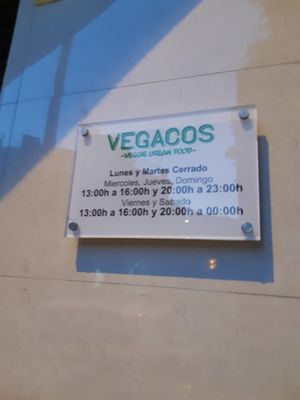 VEGACOS
-VEGGIE URBAN FOOD-
Lunes y Martes Cerrado
Miercoles, Jueves, Domingo
13:00h a 16:00h y 20:00h a 23:00h
Viernes y Sabado
13:00h a 16:00h y 20:00h a 00:00h